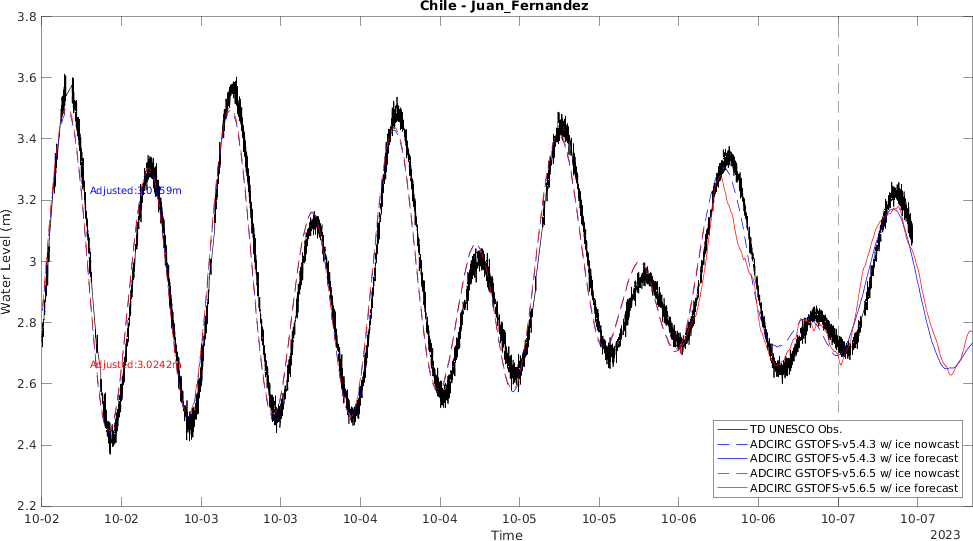 Chile - Juan_Fernandez
3.8
3.6
3.4
3.2
3
2.8
2.6
2.4
2.2
Water Level (m)
Adjusted:3.0242m
TD UNESCO Obs.
ADCIRC GSTOFS-v5.4.3 w/ ice nowcast
ADCIRC GSTOFS-v5.4.3 w/ ice forecast
ADCIRC GSTOFS-v5.6.5 w/ ice nowcast
ADCIRC GSTOFS-v5.6.5 w/ ice forecast
10-02 10-02 10-03 10-03 10-04 10-04 10-05 10-05 10-06 10-06 10-07 10-07
Time
2023